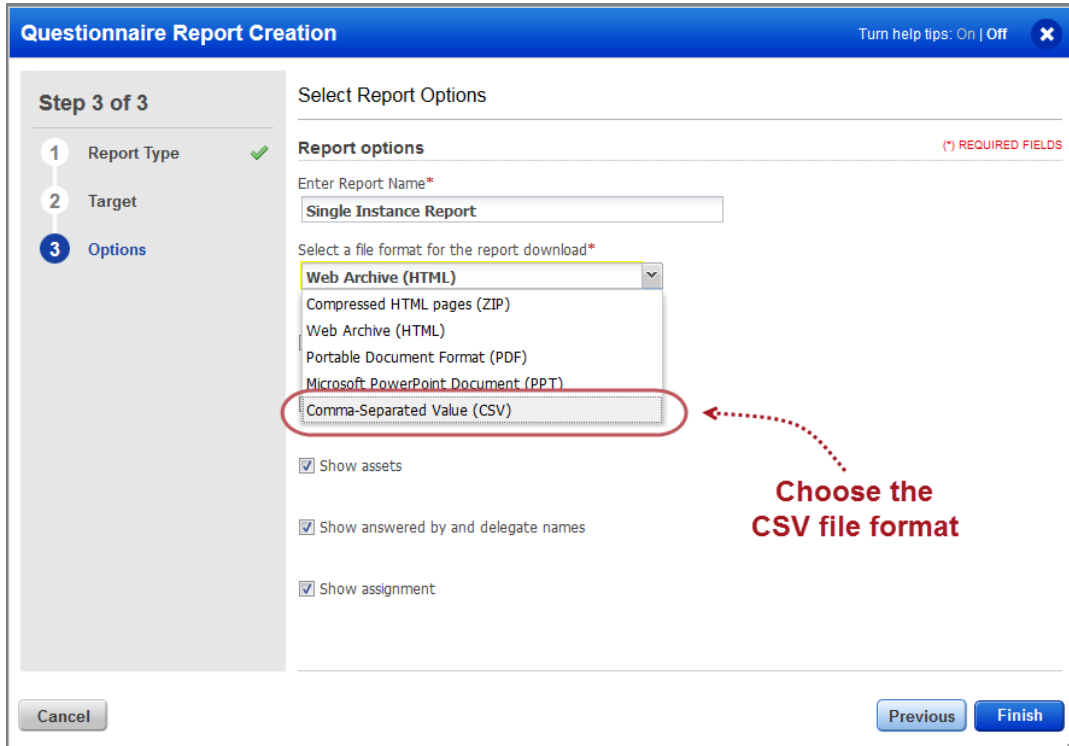 Questionnaire Report Creation
Turn help tips: On | Off
Step 3 of 3
1 Report Type
2 Target
3 Options
Select Report Options
Report options
(*) REQUIRED FIELDS
Enter Report Name*
Single Instance Report
Select a file format for the report download*
Web Archive (HTML)
Compressed HTML pages (ZIP)
Web Archive (HTML)
Portable Document Format (PDF)
Microsoft PowerPoint Document (PPT)
Comma-Separated Value (CSV)
Show assets
Show answered by and delegate names
Show assignment
Choose the
CSV file format
Cancel
Previous
Finish